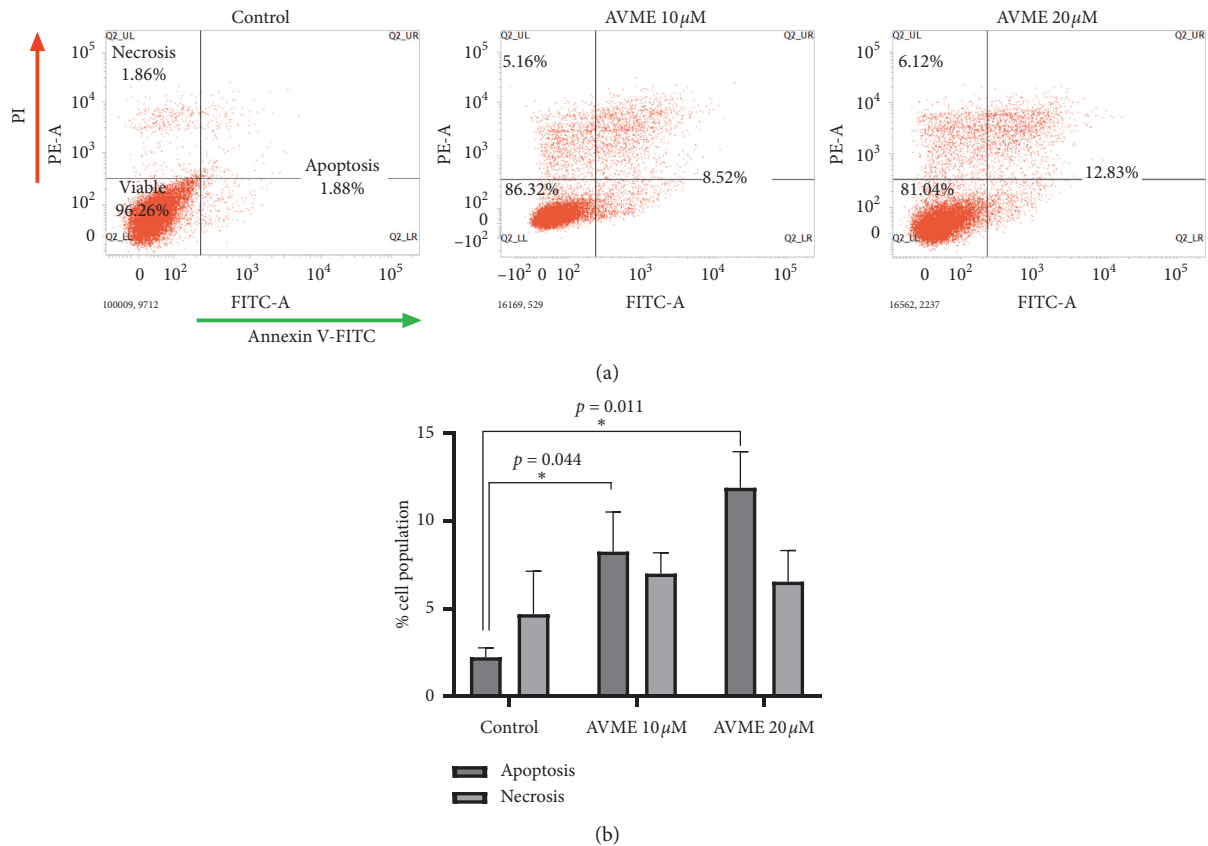 Control
Q2_UL
Q2_UR
Necrosis
1.86%
Apoptosis
1.88%
Viable
96.26%
Q2_LL
Q2_LR
10⁵
10⁴
10³
10²
0
PI
PE-A
0 10² 10³ 10⁴ 10⁵
100009, 9712
FITC-A
Annexin V-FITC
AVME 10 μM
Q2_UL
Q2_UR
5.16%
8.52%
86.32%
Q2_LL
Q2_LR
10⁵
10⁴
10³
10²
0
−10²
PE-A
−10² 0 10² 10³ 10⁴ 10⁵
16169, 529
FITC-A
AVME 20 μM
Q2_UL
Q2_UR
6.12%
12.83%
81.04%
Q2_LL
Q2_LR
10⁵
10⁴
10³
10²
0
PE-A
0 10² 10³ 10⁴ 10⁵
16562, 2237
FITC-A
(a)
p = 0.011
*
p = 0.044
*
15
10
5
0
% cell population
Control
AVME 10 μM
AVME 20 μM
Apoptosis
Necrosis
(b)